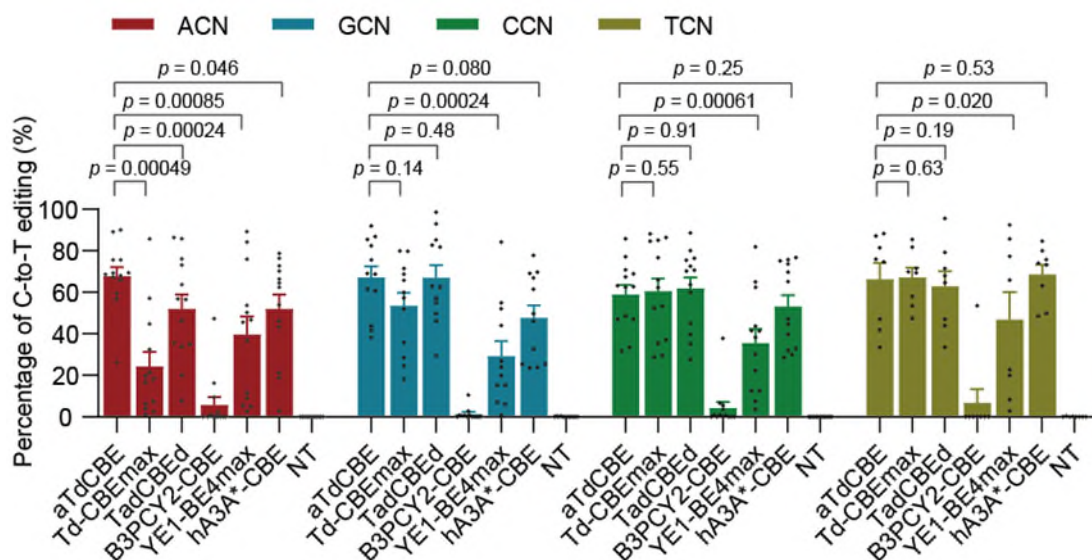 ACN GCN CCN TCN
p = 0.046 p = 0.080 p = 0.25 p = 0.53
p = 0.00085 p = 0.00024 p = 0.00061 p = 0.020
p = 0.00024 p = 0.48 p = 0.91 p = 0.19
p = 0.00049 p = 0.14 p = 0.55 p = 0.63
Percentage of C-to-T editing (%)
100
80
60
40
20
0
aTdCBE Td-CBEmax TadCBEd B3PCY2-CBE YE1-BE4max hA3A*-CBE NT aTdCBE Td-CBEmax TadCBEd B3PCY2-CBE YE1-BE4max hA3A*-CBE NT aTdCBE Td-CBEmax TadCBEd B3PCY2-CBE YE1-BE4max hA3A*-CBE NT aTdCBE Td-CBEmax TadCBEd B3PCY2-CBE YE1-BE4max hA3A*-CBE NT